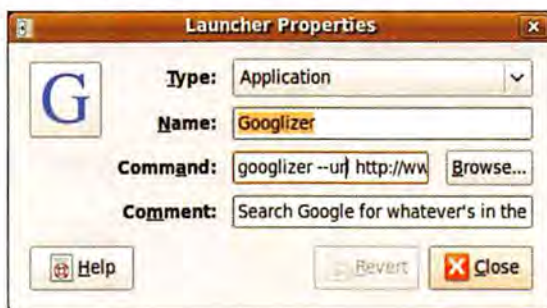 Launcher Properties
G
Type: Application
Name: Googlizer
Command: googlizer --url http://ww Browse...
Comment: Search Google for whatever's in the
Help Revert Close